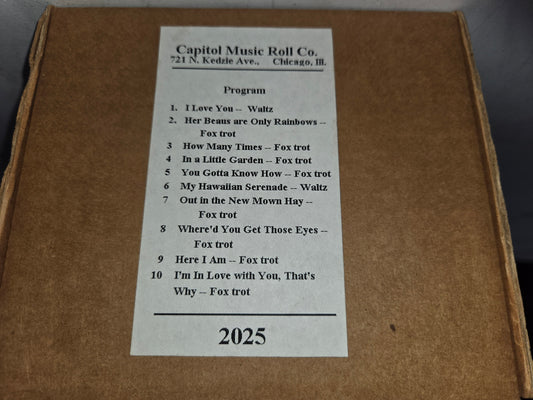 Capitol Music Roll Co.
721 N. Kedzie Ave., Chicago, Ill.
Program
1. I Love You -- Waltz
2. Her Beaus are Only Rainbows --
Fox trot
3 How Many Times -- Fox trot
4 In a Little Garden -- Fox trot
5 You Gotta Know How -- Fox trot
6 My Hawaiian Serenade -- Waltz
7 Out in the New Mown Hay --
Fox trot
8 Where'd You Get Those Eyes --
Fox trot
9 Here I Am -- Fox trot
10 I'm In Love with You, That's
Why -- Fox trot
2025